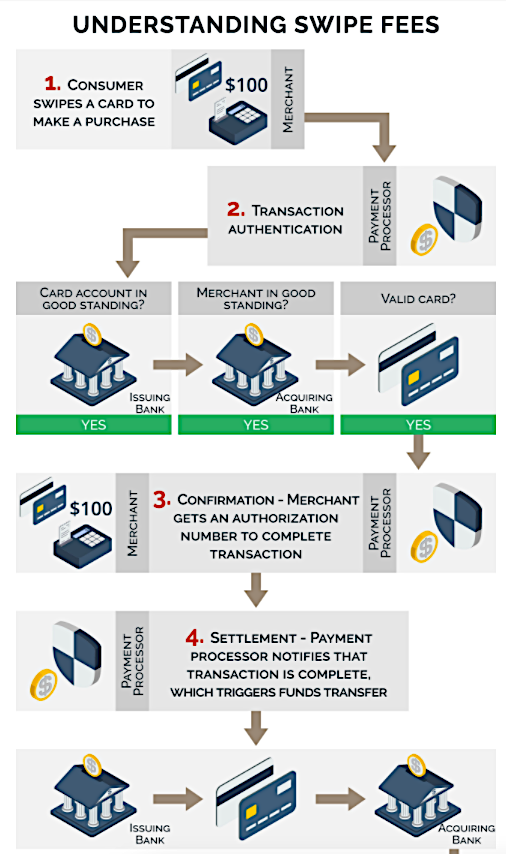 UNDERSTANDING SWIPE FEES
1. CONSUMER
SWIPES A CARD TO
MAKE A PURCHASE
$100
MERCHANT
2. TRANSACTION
AUTHENTICATION
PAYMENT
PROCESSOR
CARD ACCOUNT IN
GOOD STANDING?
MERCHANT IN GOOD
STANDING?
VALID CARD?
ISSUING
BANK
ACQUIRING
BANK
YES
YES
YES
$100
MERCHANT
3. CONFIRMATION - MERCHANT
GETS AN AUTHORIZATION
NUMBER TO COMPLETE
TRANSACTION
PAYMENT
PROCESSOR
PAYMENT
PROCESSOR
4. SETTLEMENT - PAYMENT
PROCESSOR NOTIFIES THAT
TRANSACTION IS COMPLETE,
WHICH TRIGGERS FUNDS TRANSFER
ISSUING
BANK
ACQUIRING
BANK